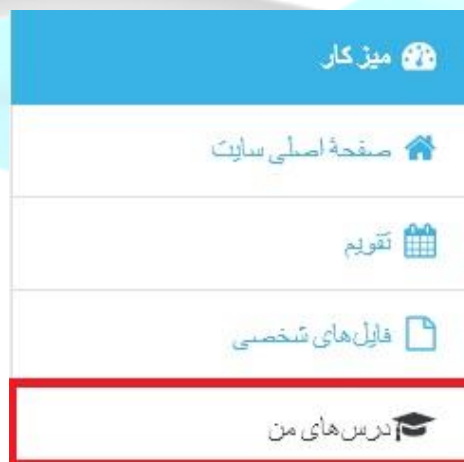 میز کار
صفحهٔ اصلی سایت
تقویم
فایل‌های شخصی
درس‌های من